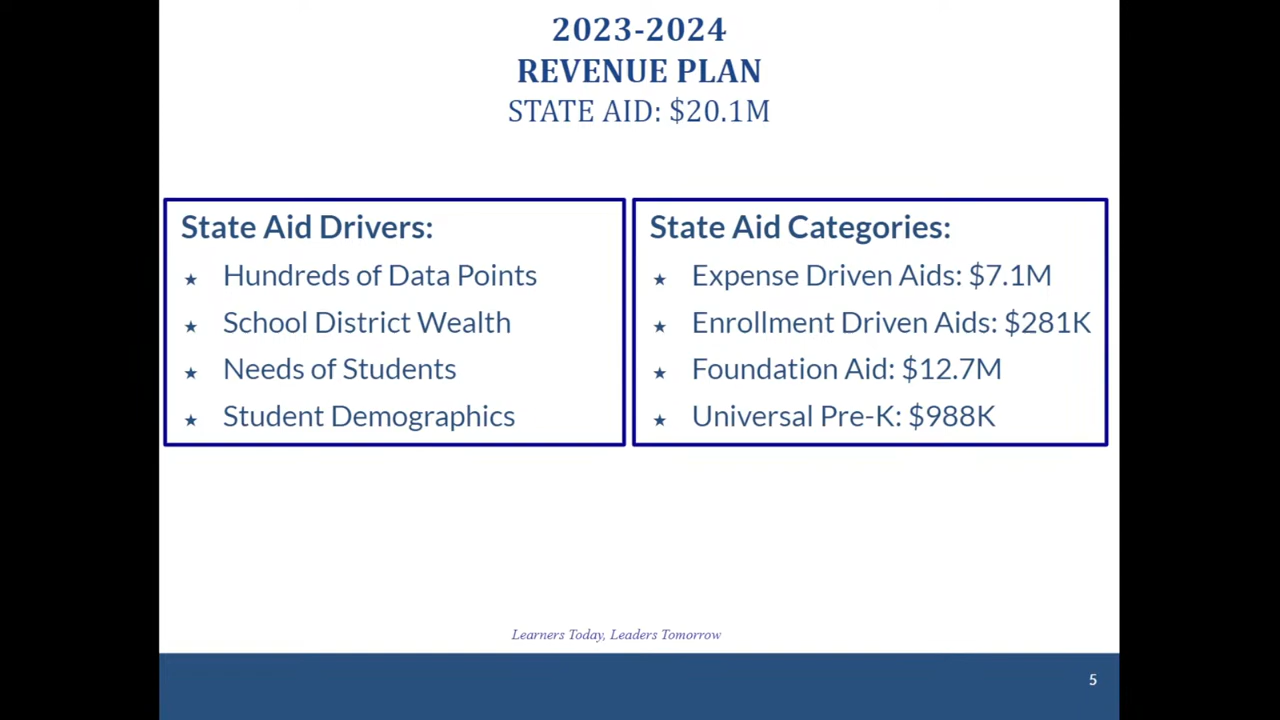 2023-2024
REVENUE PLAN
STATE AID: $20.1M
State Aid Drivers:
★ Hundreds of Data Points
★ School District Wealth
★ Needs of Students
★ Student Demographics
State Aid Categories:
★ Expense Driven Aids: $7.1M
★ Enrollment Driven Aids: $281K
★ Foundation Aid: $12.7M
★ Universal Pre-K: $988K
Learners Today, Leaders Tomorrow
5